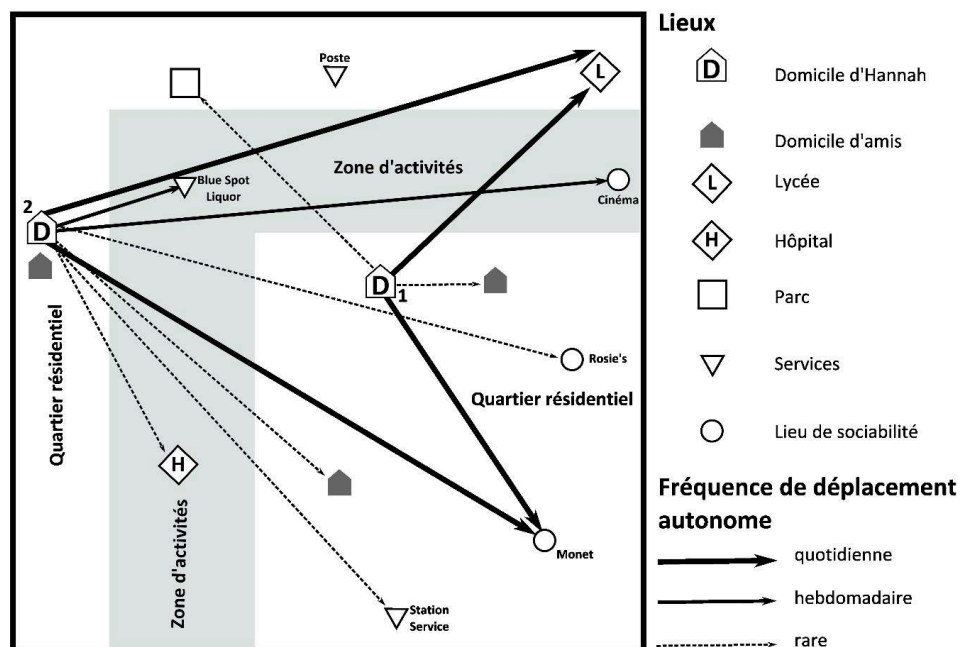 Poste
L
Zone d'activités
Blue Spot
Liquor
Cinéma
2
D
D
1
Rosie's
Quartier résidentiel
Quartier résidentiel
H
Zone d'activités
Monet
Station
Service
Lieux
D
Domicile d'Hannah
Domicile d'amis
L
Lycée
H
Hôpital
Parc
Services
Lieu de sociabilité
Fréquence de déplacement
autonome
quotidienne
hebdomadaire
rare